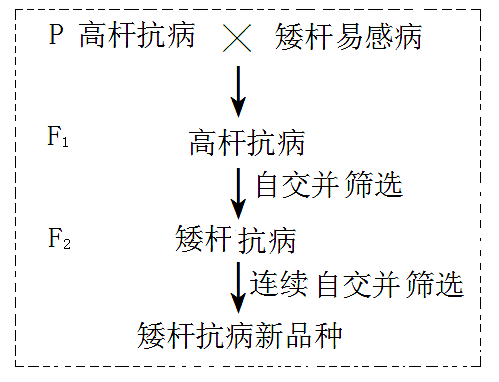 P 高杆抗病 × 矮杆易感病
F₁ 高杆抗病
自交并筛选
F₂ 矮杆抗病
连续自交并筛选
矮杆抗病新品种